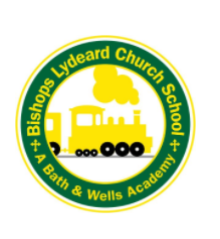 + Bishops Lydeard Church School +
A Bath & Wells Academy